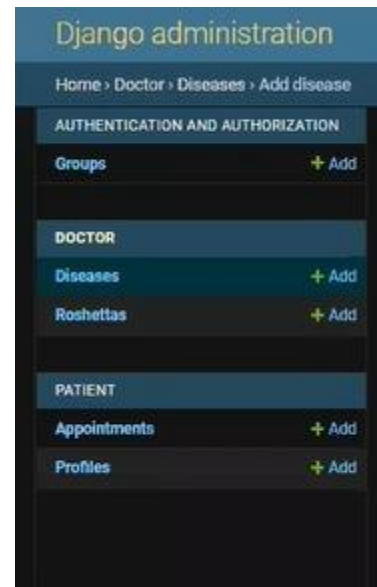 Django administration
Home › Doctor › Diseases › Add disease
AUTHENTICATION AND AUTHORIZATION
Groups + Add
DOCTOR
Diseases + Add
Roshettas + Add
PATIENT
Appointments + Add
Profiles + Add